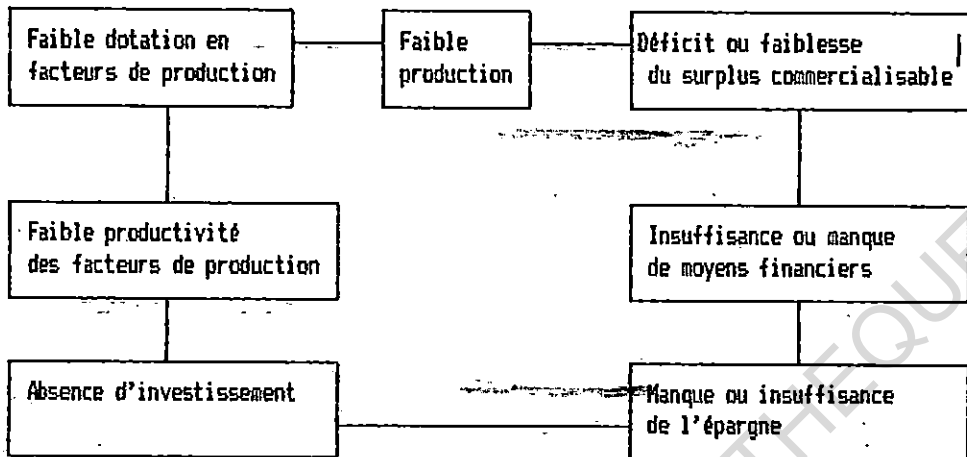 Faible dotation en
facteurs de production
Faible
production
Déficit ou faiblesse
du surplus commercialisable
Faible productivité
des facteurs de production
Insuffisance ou manque
de moyens financiers
Absence d'investissement
Manque ou insuffisance
de l'épargne